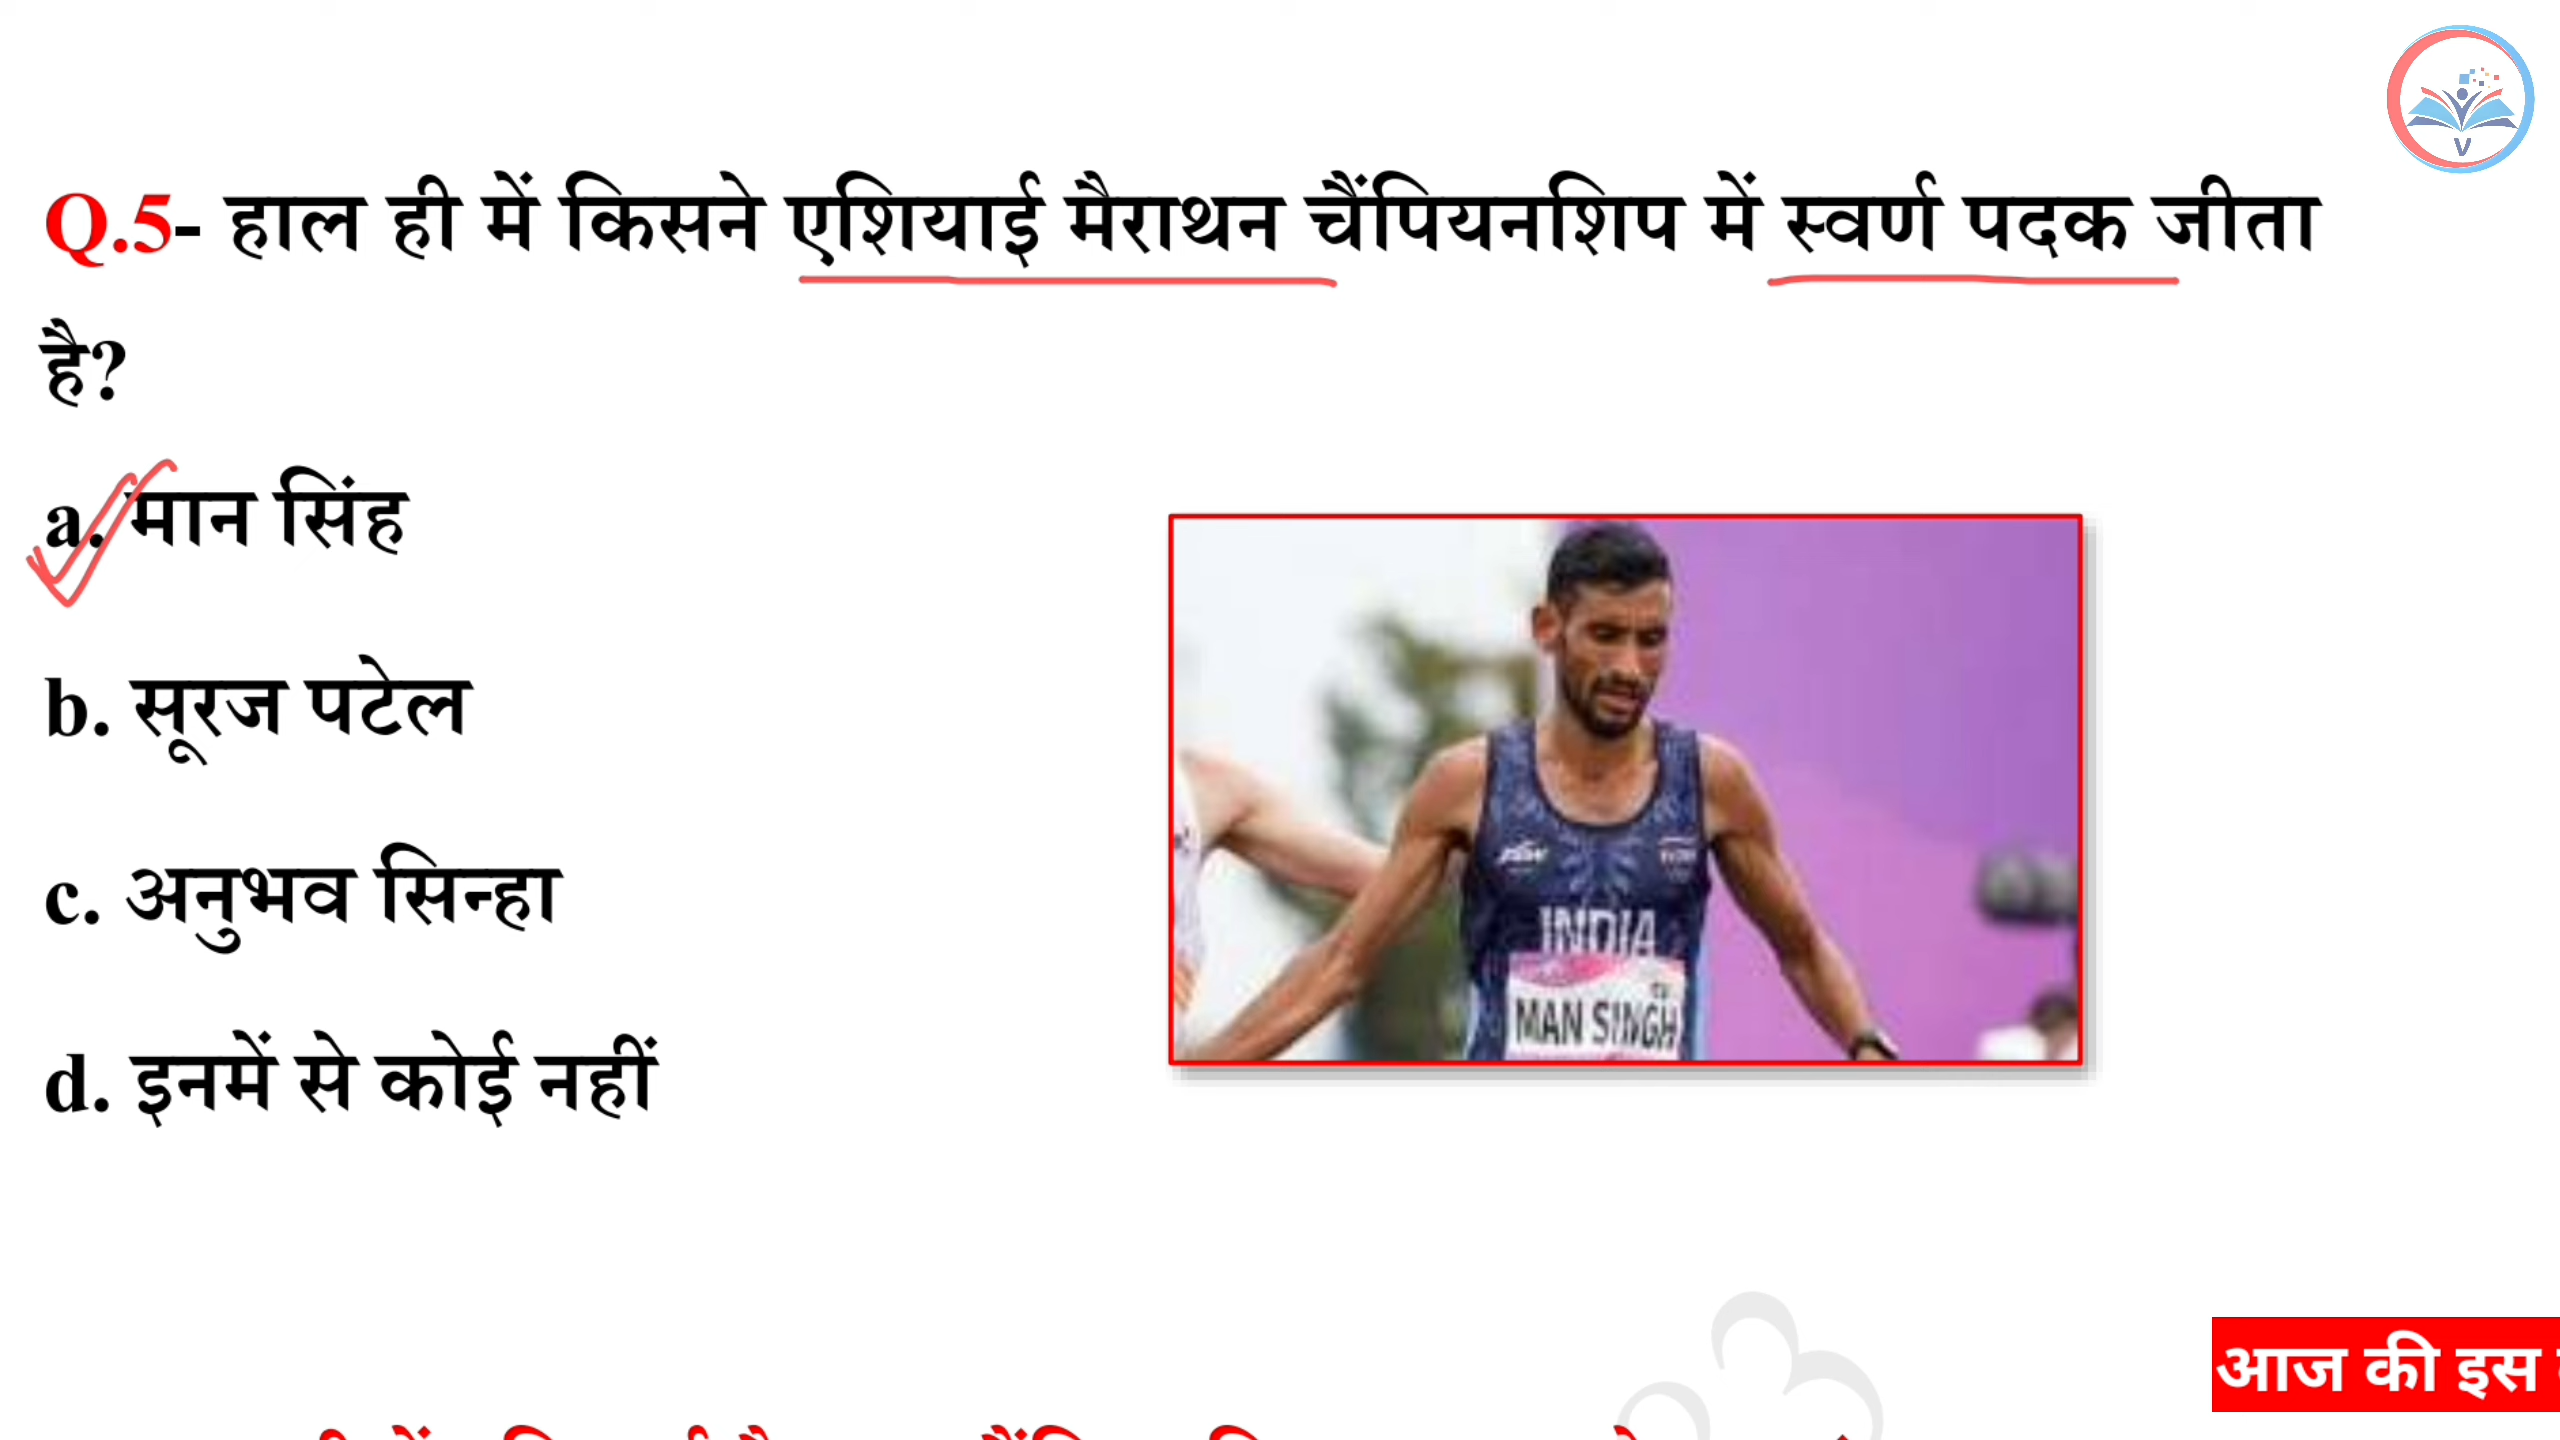 Q.5- हाल ही में किसने एशियाई मैराथन चैंपियनशिप में स्वर्ण पदक जीता
है?
a. मान सिंह
b. सूरज पटेल
c. अनुभव सिन्हा
d. इनमें से कोई नहीं
INDIA
MAN SINGH
V
आज की इस